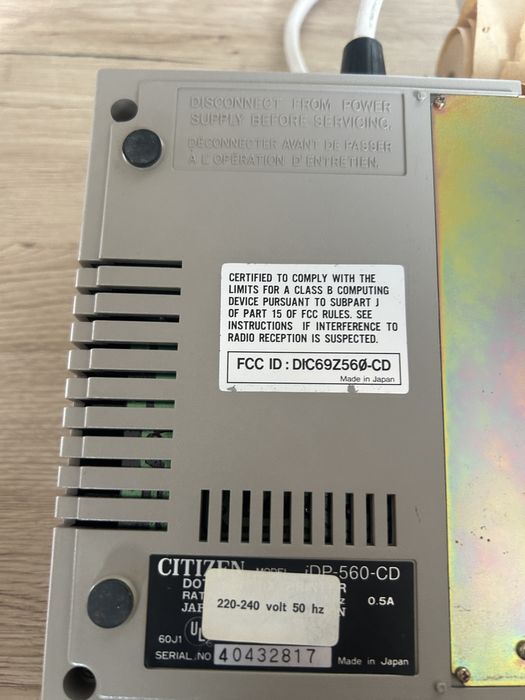 DISCONNECT FROM POWER
SUPPLY BEFORE SERVICING.
DÉCONNECTER AVANT DE PASSER
À L'OPÉRATION D'ENTRETIEN.
CERTIFIED TO COMPLY WITH THE
LIMITS FOR A CLASS B COMPUTING
DEVICE PURSUANT TO SUBPART J
OF PART 15 OF FCC RULES. SEE
INSTRUCTIONS IF INTERFERENCE TO
RADIO RECEPTION IS SUSPECTED.
FCC ID : DIC69Z560-CD
Made in Japan
CITIZEN MODEL iDP-560-CD
0.5A
220-240 volt 50 hz
60J1 UL
SERIAL.NO 40432817 Made in Japan